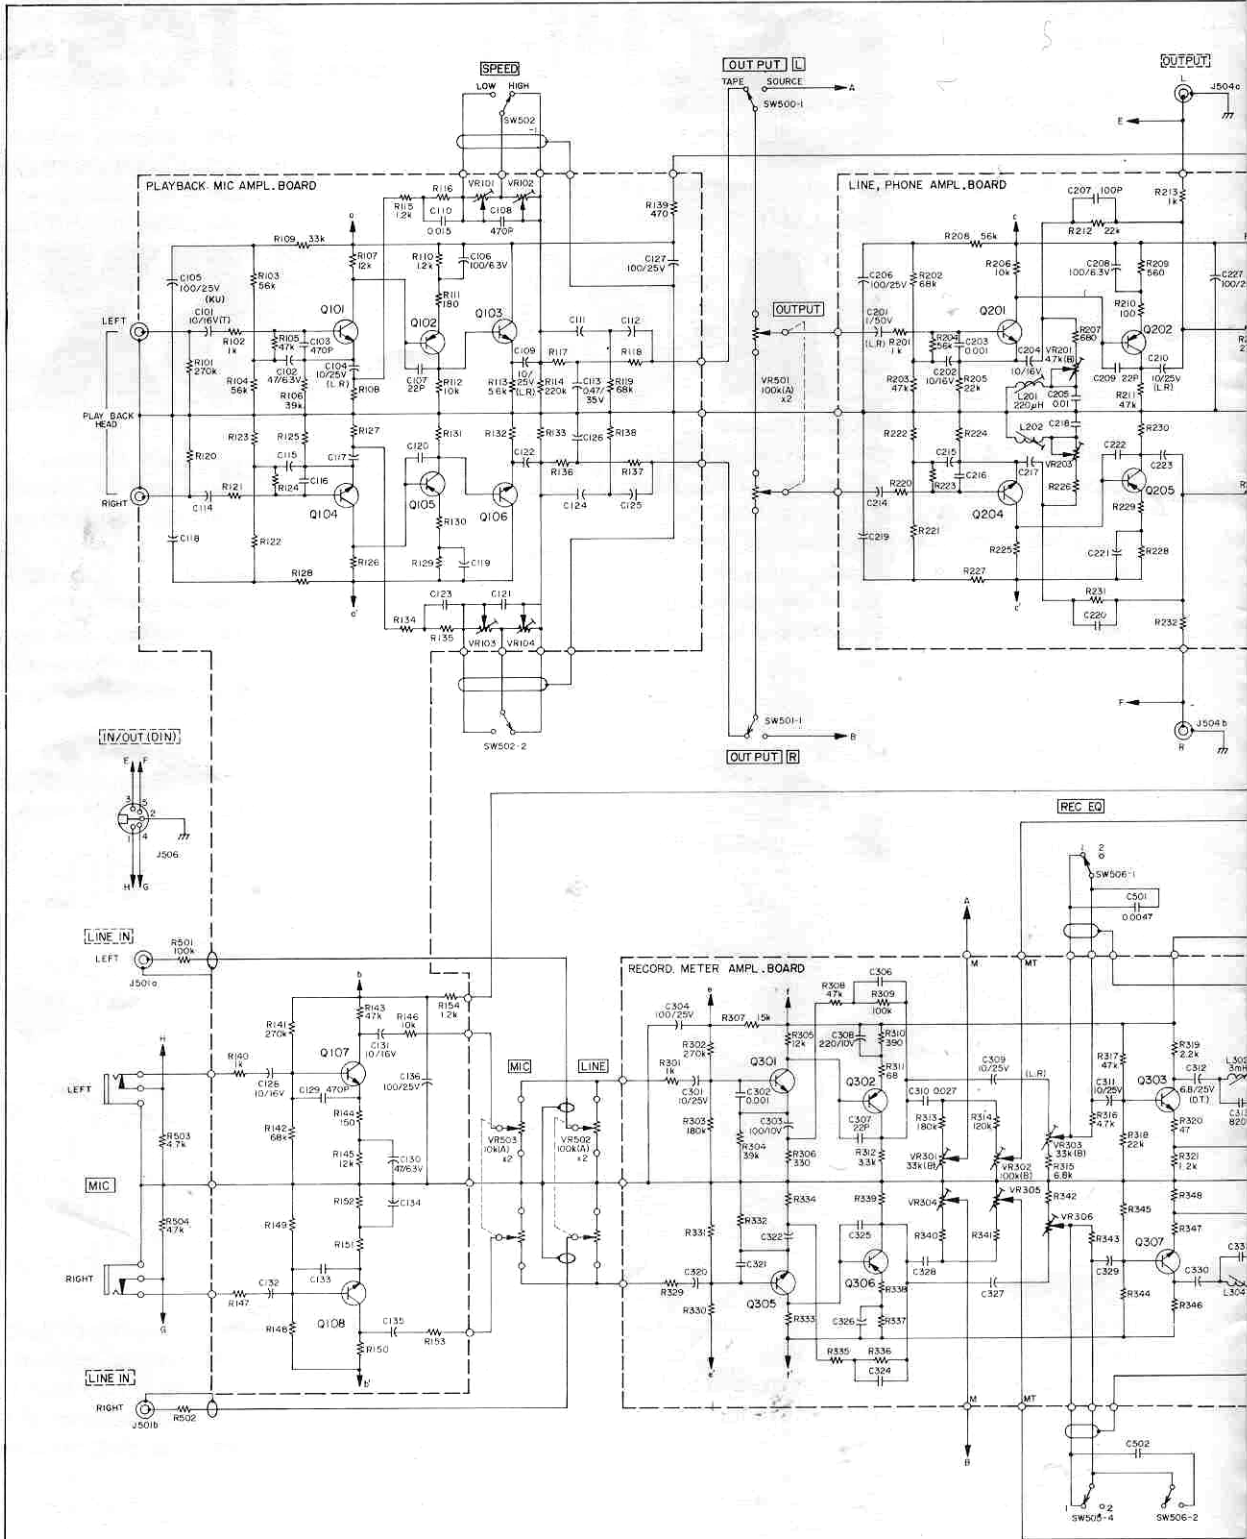 SPEED
LOW HIGH
SW502
-1
OUTPUT L
TAPE SOURCE
A
SW500-1
OUTPUT
L
J504a
E
PLAYBACK. MIC AMPL. BOARD
R115
1.2k
R116
VR101
VR102
C110
0.015
C108
470P
R139
470
a
R109 33k
R107
12k
R110
1.2k
C106
100/6.3V
C127
100/25V
C105
100/25V
(KU)
R103
56k
R111
180
Q101
Q102
Q103
LEFT
C101
10/16V(T)
R102
1k
R105
47k
C103
470P
C102
47/6.3V
C104
10/25
(L.R)
R108
R101
270k
R104
56k
R106
39k
C107
22P
R112
10k
C109
10/
25V
(L.R)
R113
5.6k
R114
220k
C111
R117
C112
R118
C113
0.47/
35V
R119
68k
PLAY BACK
HEAD
R123
R125
R127
C120
R131
R132
R133
C126
R138
R120
C115
C117
C122
R136
R137
RIGHT
C114
R121
R124
C116
Q104
Q105
Q106
C124
C125
C118
R122
R130
R128
R126
R129
C119
a'
C123
C121
R134
R135
VR103
VR104
SW502-2
OUTPUT
VR501
100k(A)
x2
SW501-1
B
OUTPUT R
LINE, PHONE AMPL. BOARD
C207 100P
R212 22k
R213
1k
R208 56k
c
R206
10k
C208
100/6.3V
R209
560
C206
100/25V
R202
68k
C227
R210
100
Q201
Q202
C201
1/50V
(L.R)
R201
1k
R204
56k
C203
0.001
C202
10/16V
C204
10/16V
R207
680
VR201
47k(B)
C209 22P
C210
10/25V
(L.R)
R203
47k
R205
22k
L201
220μH
C205
0.01
R211
47k
L202
C218
R230
R222
R224
C215
C217
VR203
C222
C223
R220
C214
R223
C216
R226
Q204
Q205
R221
R229
C219
R225
C221
R228
R227
c'
R231
C220
R232
F
J504b
R
IN/OUT (DIN)
E F
3 5
2
1 4
J506
H G
LINE IN
LEFT
R501
100k
J501a
b
R143
47k
R146
10k
R154
1.2k
R141
270k
C131
10/16V
H
R140
1k
Q107
C136
100/25V
LEFT
C128
10/16V
C129 470P
R144
150
R142
68k
R503
4.7k
R145
12k
C130
47/6.3V
MIC
R504
4.7k
R149
R152
C134
R151
RIGHT
C132
C133
R147
G
R148
Q108
C135
R153
R150
b'
LINE IN
RIGHT
J501b
R502
MIC
LINE
VR503
10k(A)
x2
VR502
100k(A)
x2
REC EQ
1 2
SW506-1
C501
0.0047
A
RECORD. METER AMPL. BOARD
M
MT
e
f
C306
R308
47k
R309
100k
C304
100/25V
R307 15k
R305
12k
C308
220/10V
R310
390
R302
270k
R301
1k
Q301
R311
68
C309
10/25V
(L.R)
R317
47k
R319
2.2k
C301
10/25V
C302
0.001
Q302
C310 0.027
C311
10/25V
Q303
C312
6.8/25V
(D.T)
R303
180k
C303
100/10V
C307
22P
R313
180k
R314
120k
R316
4.7k
R304
39k
R306
330
R312
3.3k
VR301
33k(B)
VR302
100k(B)
VR303
33k(B)
R315
6.8k
R318
22k
R320
47
R321
1.2k
R334
R339
VR304
VR305
R342
R348
VR306
R345
R347
R332
C325
R340
R341
R343
R331
C322
Q307
C320
C321
C328
C329
R329
Q306
C327
C330
L304
Q305
R338
R344
R346
R330
R333
C326
R337
R335
R336
C324
e'
f'
M
MT
B
C502
1 2
SW505-4
SW506-2